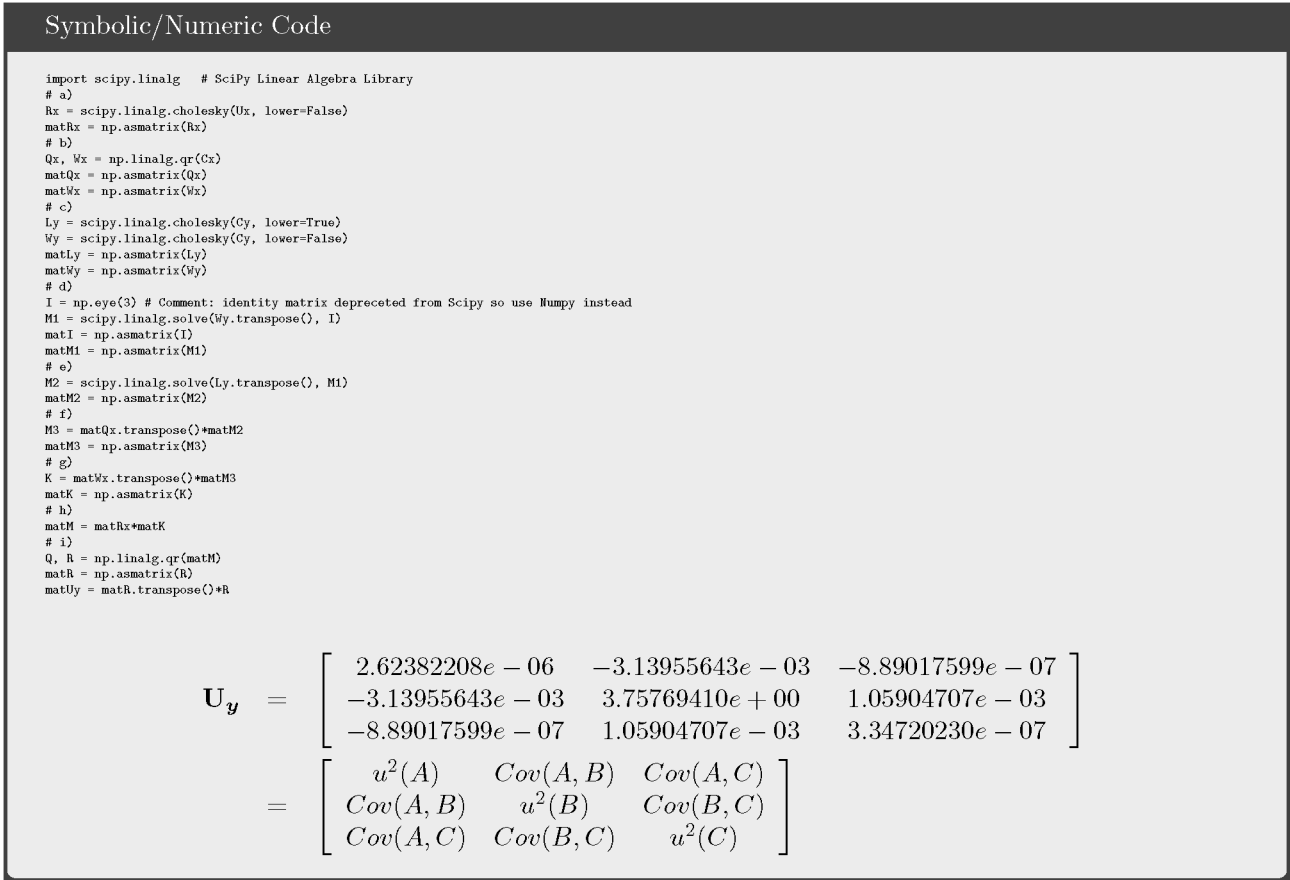 Symbolic/Numeric Code
import scipy.linalg   # SciPy Linear Algebra Library
# a)
Rx = scipy.linalg.cholesky(Ux, lower=False)
matRx = np.asmatrix(Rx)
# b)
Qx, Wx = np.linalg.qr(Cx)
matQx = np.asmatrix(Qx)
matWx = np.asmatrix(Wx)
# c)
Ly = scipy.linalg.cholesky(Cy, lower=True)
Wy = scipy.linalg.cholesky(Cy, lower=False)
matLy = np.asmatrix(Ly)
matWy = np.asmatrix(Wy)
# d)
I = np.eye(3) # Comment: identity matrix depreceted from Scipy so use Numpy instead
M1 = scipy.linalg.solve(Wy.transpose(), I)
matI = np.asmatrix(I)
matM1 = np.asmatrix(M1)
# e)
M2 = scipy.linalg.solve(Ly.transpose(), M1)
matM2 = np.asmatrix(M2)
# f)
M3 = matQx.transpose()*matM2
matM3 = np.asmatrix(M3)
# g)
K = matWx.transpose()*matM3
matK = np.asmatrix(K)
# h)
matM = matRx*matK
# i)
Q, R = np.linalg.qr(matM)
matR = np.asmatrix(R)
matUy = matR.transpose()*R
2.62382208e − 06 −3.13955643e − 03 −8.89017599e − 07
U_y = −3.13955643e − 03 3.75769410e + 00 1.05904707e − 03
−8.89017599e − 07 1.05904707e − 03 3.34720230e − 07
u²(A) Cov(A, B) Cov(A, C)
= Cov(A, B) u²(B) Cov(B, C)
Cov(A, C) Cov(B, C) u²(C)